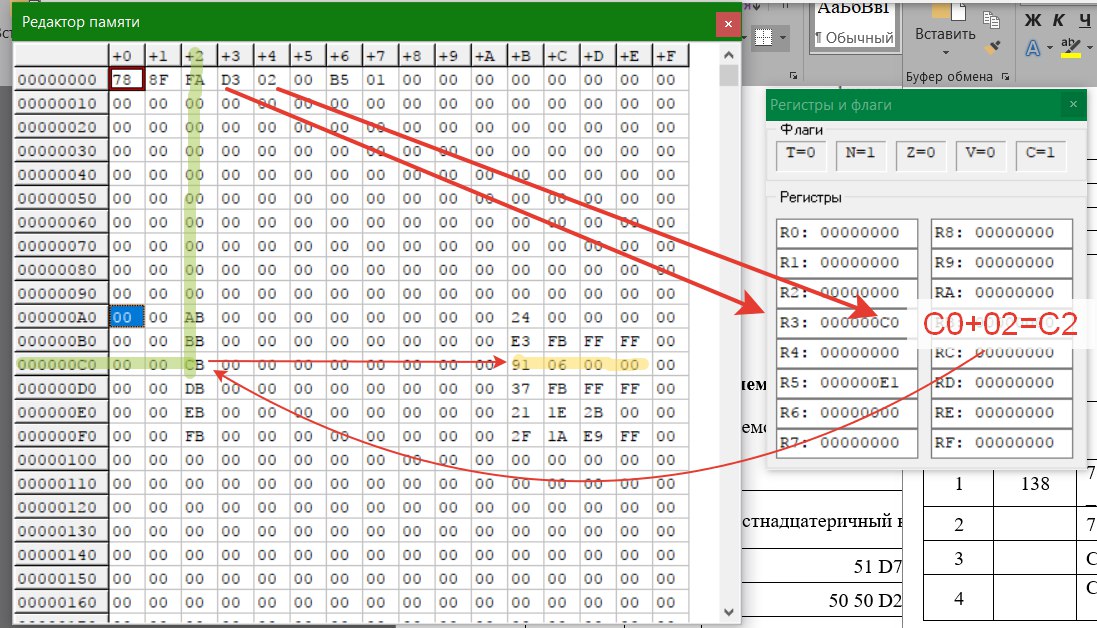 Редактор памяти
+0 +1 +2 +3 +4 +5 +6 +7 +8 +9 +A +B +C +D +E +F
00000000 78 8F FA D3 02 00 B5 01 00 00 00 00 00 00 00 00
00000010 00 00 00 00 00 00 00 00 00 00 00 00 00 00 00 00
00000020 00 00 00 00 00 00 00 00 00 00 00 00 00 00 00 00
00000030 00 00 00 00 00 00 00 00 00 00 00 00 00 00 00 00
00000040 00 00 00 00 00 00 00 00 00 00 00 00 00 00 00 00
00000050 00 00 00 00 00 00 00 00 00 00 00 00 00 00 00 00
00000060 00 00 00 00 00 00 00 00 00 00 00 00 00 00 00 00
00000070 00 00 00 00 00 00 00 00 00 00 00 00 00 00 00 00
00000080 00 00 00 00 00 00 00 00 00 00 00 00 00 00 00 00
00000090 00 00 00 00 00 00 00 00 00 00 00 00 00 00 00 00
000000A0 00 00 AB 00 00 00 00 00 00 00 00 24 00 00 00 00
000000B0 00 00 BB 00 00 00 00 00 00 00 00 E3 FB FF FF 00
000000C0 00 00 CB 00 00 00 00 00 00 00 00 91 06 00 00 00
000000D0 00 00 DB 00 00 00 00 00 00 00 00 37 FB FF FF 00
000000E0 00 00 EB 00 00 00 00 00 00 00 00 21 1E 2B 00 00
000000F0 00 00 FB 00 00 00 00 00 00 00 00 2F 1A E9 FF 00
00000100 00 00 00 00 00 00 00 00 00 00 00 00 00 00 00 00
00000110 00 00 00 00 00 00 00 00 00 00 00 00 00 00 00 00
00000120 00 00 00 00 00 00 00 00 00 00 00 00 00 00 00 00
00000130 00 00 00 00 00 00 00 00 00 00 00 00 00 00 00 00
00000140 00 00 00 00 00 00 00 00 00 00 00 00 00 00 00 00
00000150 00 00 00 00 00 00 00 00 00 00 00 00 00 00 00 00
00000160 00 00 00 00 00 00 00 00 00 00 00 00 00 00 00 00
АаБбВвІ
¶ Обычный
Вставить
Ж К Ч
Буфер обмена
Регистры и флаги
Флаги
T=0 N=1 Z=0 V=0 C=1
Регистры
R0: 00000000 R8: 00000000
R1: 00000000 R9: 00000000
R2: 00000000 RA: 00000000
R3: 000000C0
C0+02=C2
R4: 00000000 RC: 00000000
R5: 000000E1 RD: 00000000
R6: 00000000 RE: 00000000
R7: 00000000 RF: 00000000
1 138 7
стнадцатеричный
2 7
51 D7
3 С
50 50 D2
4 С